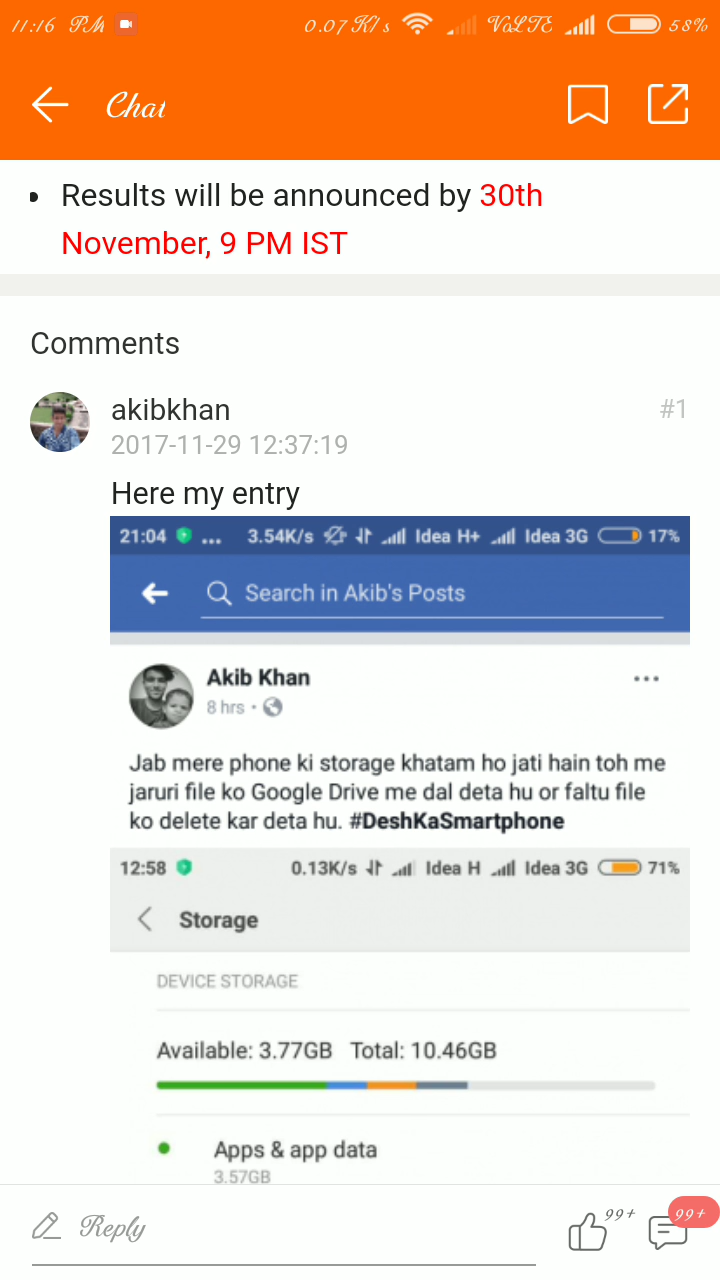 11:16 PM 0.07 K/s VoLTE 58%
Chat
Results will be announced by 30th
November, 9 PM IST
Comments
akibkhan #1
2017-11-29 12:37:19
Here my entry
21:04 ... 3.54K/s Idea H+ Idea 3G 17%
Search in Akib's Posts
Akib Khan
8 hrs
Jab mere phone ki storage khatam ho jati hain toh me
jaruri file ko Google Drive me dal deta hu or faltu file
ko delete kar deta hu. #DeshKaSmartphone
12:58 0.13K/s Idea H Idea 3G 71%
Storage
DEVICE STORAGE
Available: 3.77GB Total: 10.46GB
Apps & app data
3.57GB
Reply 99+ 99+